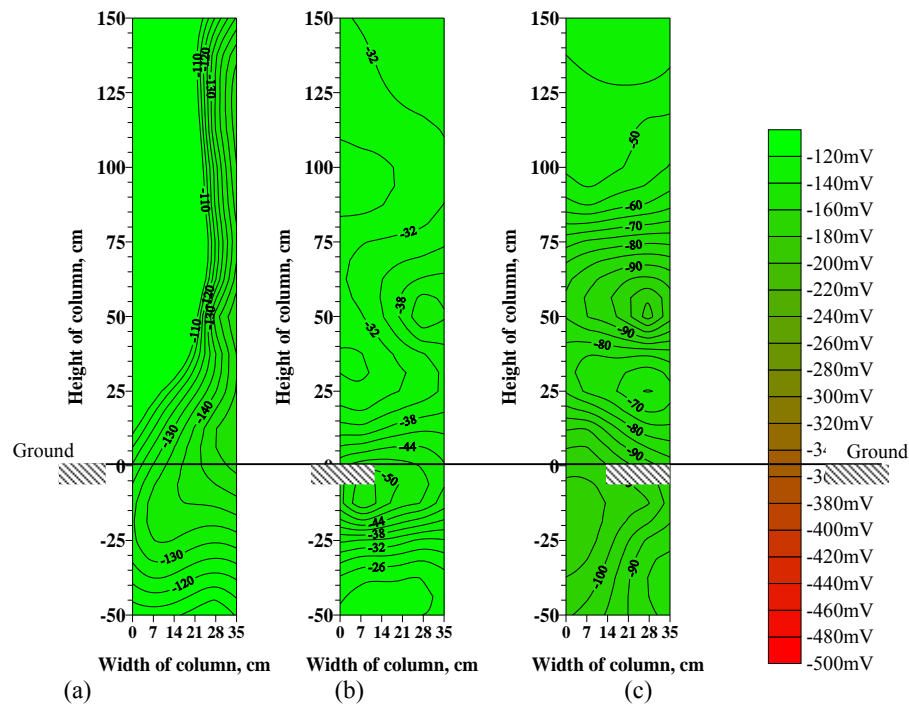 150
125
100
75
50
25
0
-25
-50
Height of column, cm
0 7 14 21 28 35
Width of column, cm
(a)
-110
-120
-130
-110
-120
-130
-110
-140
-130
-130
-120
Ground
150
125
100
75
50
25
0
-25
-50
Height of column, cm
0 7 14 21 28 35
Width of column, cm
(b)
-32
-32
-38
-32
-38
-44
-50
-44
-38
-32
-26
150
125
100
75
50
25
0
-25
-50
Height of column, cm
0 7 14 21 28 35
Width of column, cm
(c)
-50
-60
-70
-80
-90
-90
-80
-70
-80
-90
-100
-90
Ground
-120mV
-140mV
-160mV
-180mV
-200mV
-220mV
-240mV
-260mV
-280mV
-300mV
-320mV
-380mV
-400mV
-420mV
-440mV
-460mV
-480mV
-500mV